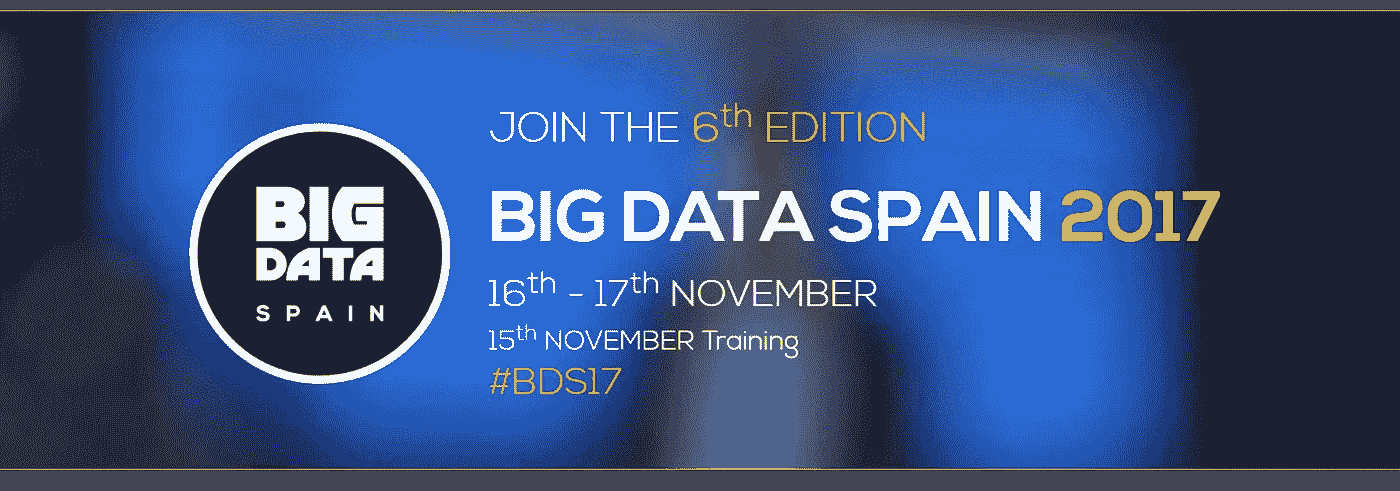 BIG
DATA
SPAIN
JOIN THE 6th EDITION
BIG DATA SPAIN 2017
16th - 17th NOVEMBER
15th NOVEMBER Training
#BDS17